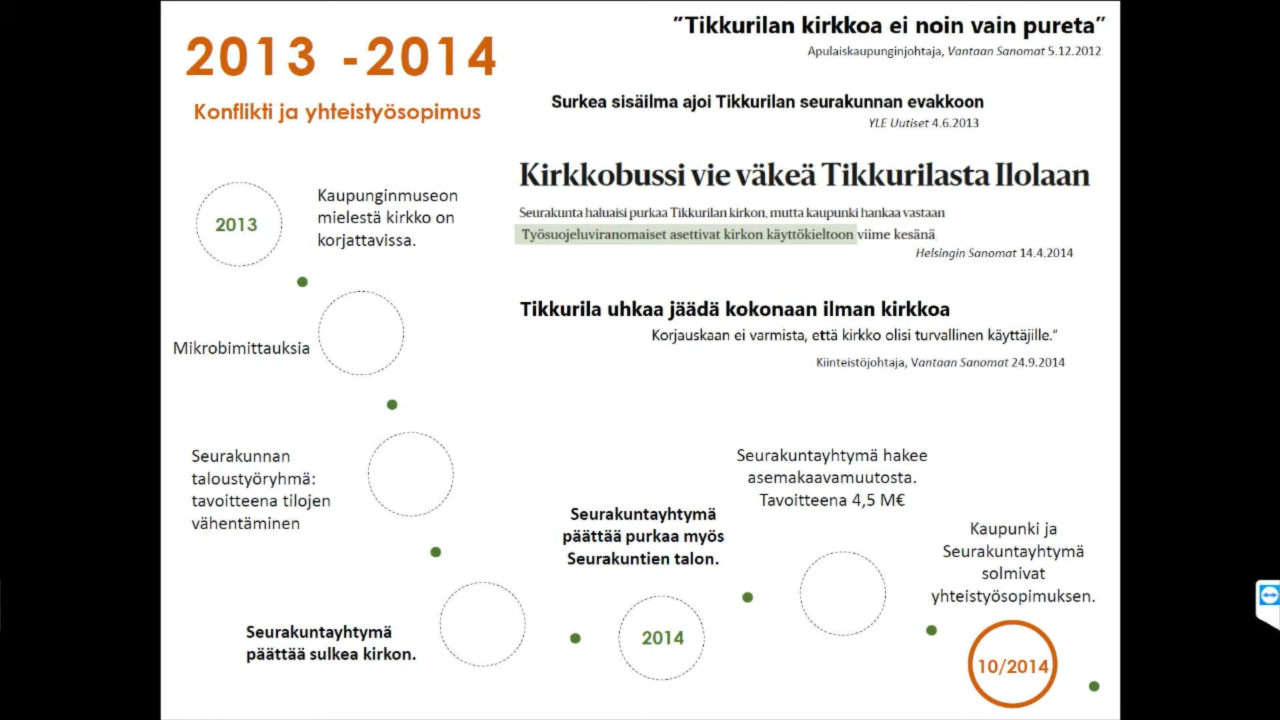 2013 - 2014
Konflikti ja yhteistyösopimus
”Tikkurilan kirkkoa ei noin vain pureta”
Apulaiskaupunginjohtaja, Vantaan Sanomat 5.12.2012
Surkea sisäilma ajoi Tikkurilan seurakunnan evakkoon
YLE Uutiset 4.6.2013
Kirkkobussi vie väkeä Tikkurilasta Ilolaan
Seurakunta haluaisi purkaa Tikkurilan kirkon, mutta kaupunki hankaa vastaan
Työsuojeluviranomaiset asettivat kirkon käyttökieltoon viime kesänä
Helsingin Sanomat 14.4.2014
Tikkurila uhkaa jäädä kokonaan ilman kirkkoa
Korjauskaan ei varmista, että kirkko olisi turvallinen käyttäjille.“
Kiinteistöjohtaja, Vantaan Sanomat 24.9.2014
2013
Kaupunginmuseon
mielestä kirkko on
korjattavissa.
Mikrobimittauksia
Seurakunnan
taloustyöryhmä:
tavoitteena tilojen
vähentäminen
Seurakuntayhtymä
päättää sulkea kirkon.
Seurakuntayhtymä
päättää purkaa myös
Seurakuntien talon.
2014
Seurakuntayhtymä hakee
asemakaavamuutosta.
Tavoitteena 4,5 M€
Kaupunki ja
Seurakuntayhtymä
solmivat
yhteistyösopimuksen.
10/2014